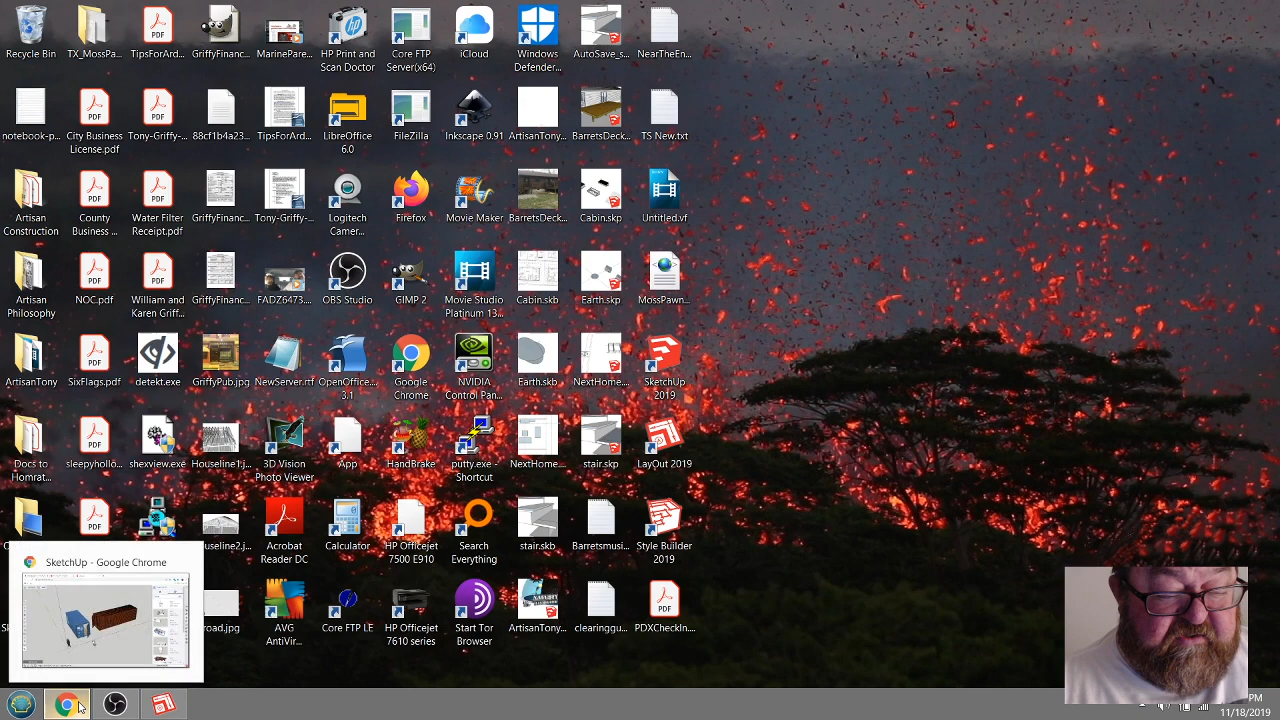 Recycle Bin
TX_MossPa...
TipsForArd...
GriffyFinanc...
MarinePare...
HP Print and
Scan Doctor
Core FTP
Server(x64)
iCloud
Windows
Defender...
AutoSave_s...
NearTheEn...
notebook-p...
City Business
License.pdf
Tony-Griffy-...
88cf1b4a23...
TipsForArd...
LibreOffice
6.0
FileZilla
Inkscape 0.91
ArtisanTony...
BarretsDeck...
TS New.txt
Artisan
Construction
County
Business ...
Water Filter
Receipt.pdf
GriffyFinanc...
Tony-Griffy-...
Logitech
Camer...
Firefox
Movie Maker
BarretsDeck...
Cabin.skp
Untitled.vf
Artisan
Philosophy
NOC.pdf
William and
Karen Griff...
GriffyFinanc...
OBS Studio
GIMP 2
Movie Studio
Platinum 13...
Cabin.skb
Earth.skp
MossPawn...
ArtisanTony
SixFlags.pdf
detekt.exe
GriffyPub.jpg
NewServer.rtf
OpenOffice....
3.1
Google
Chrome
NVIDIA
Control Pan...
Earth.skb
NextHome....
SketchUp
2019
Docs to
Homrat...
sleepyhollo...
shexview.exe
Houseline1j...
3D Vision
Photo Viewer
App
HandBrake
putty.exe -
Shortcut
NextHome...
stair.skp
LayOut 2019
Houseline2.j...
Acrobat
Reader DC
Calculator
HP Officejet
7500 E910
Search
Everything
stair.skb
Barretsmusi...
Style Builder
2019
SketchUp - Google Chrome
road.jpg
AVG
AntiVir...
Core FTP LE
HP Officejet
7610 series
Start Tor
Browser
ArtisanTony...
clearinggu...
PDXCheckIn...
PM
11/18/2019